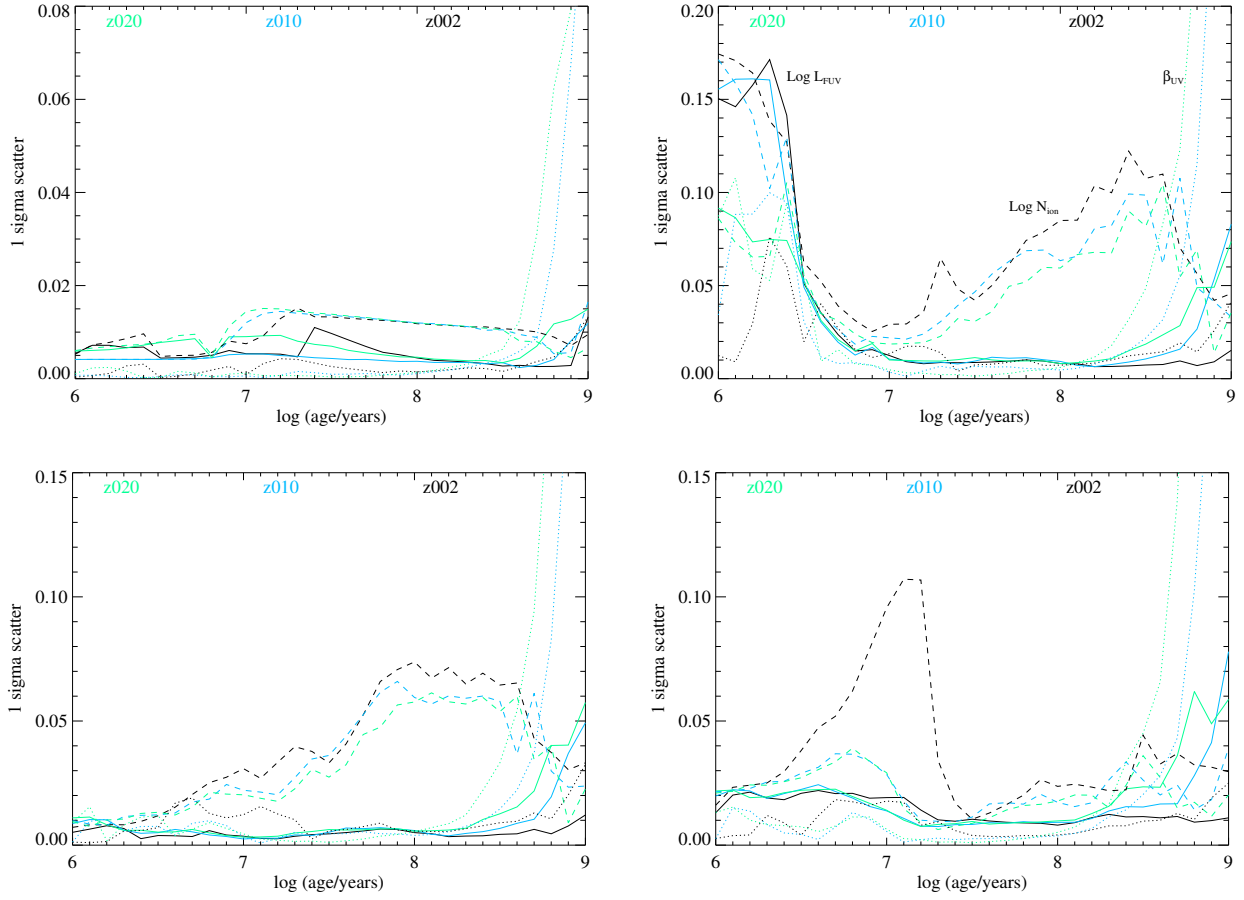 0.08
z020 z010 z002
0.06
0.04
0.02
0.00
1 sigma scatter
6 7 8 9
log (age/years)
0.20
z020 z010 z002
Log L_FUV
β_UV
0.15
0.10
Log N_ion
0.05
0.00
1 sigma scatter
6 7 8 9
log (age/years)
0.15
z020 z010 z002
0.10
0.05
0.00
1 sigma scatter
6 7 8 9
log (age/years)
0.15
z020 z010 z002
0.10
0.05
0.00
1 sigma scatter
6 7 8 9
log (age/years)